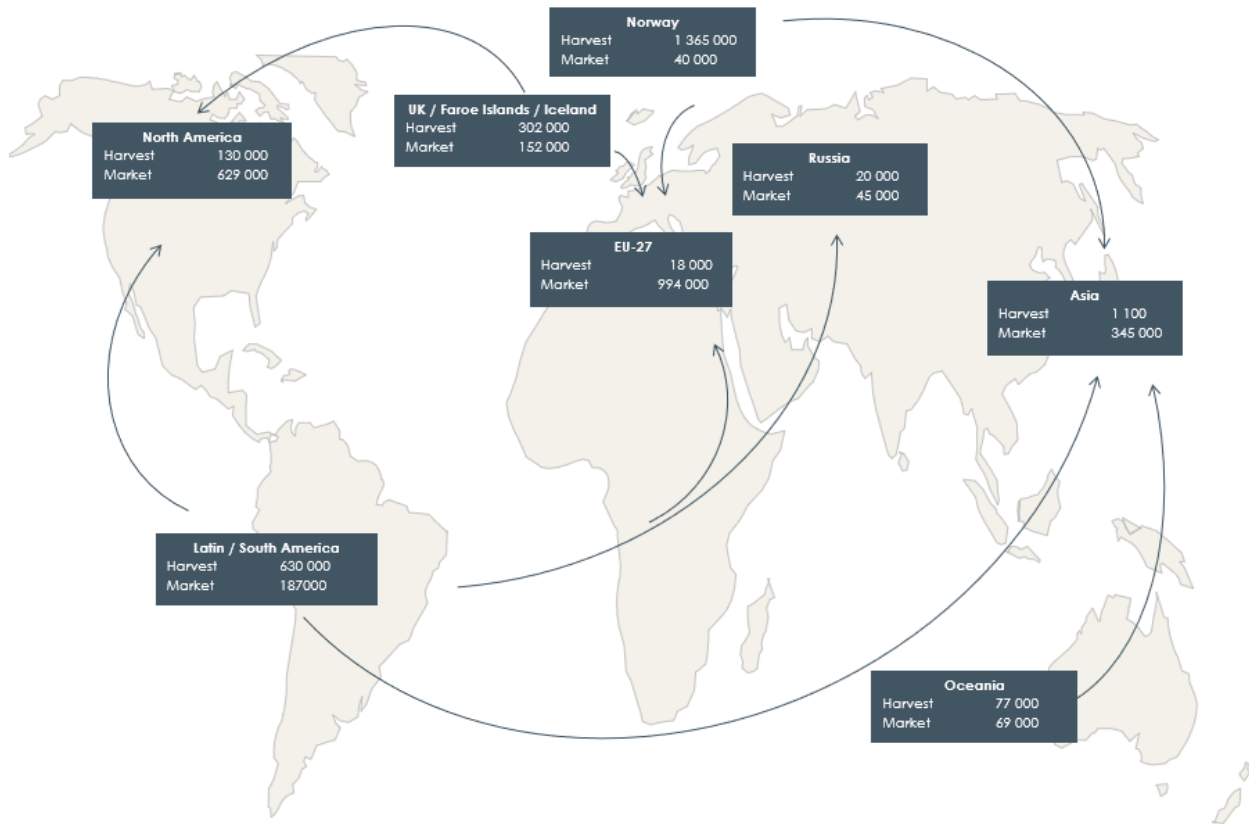 Norway
Harvest 1 365 000
Market 40 000
UK / Faroe Islands / Iceland
Harvest 302 000
Market 152 000
North America
Harvest 130 000
Market 629 000
Russia
Harvest 20 000
Market 45 000
EU-27
Harvest 18 000
Market 994 000
Asia
Harvest 1 100
Market 345 000
Latin / South America
Harvest 630 000
Market 187000
Oceania
Harvest 77 000
Market 69 000